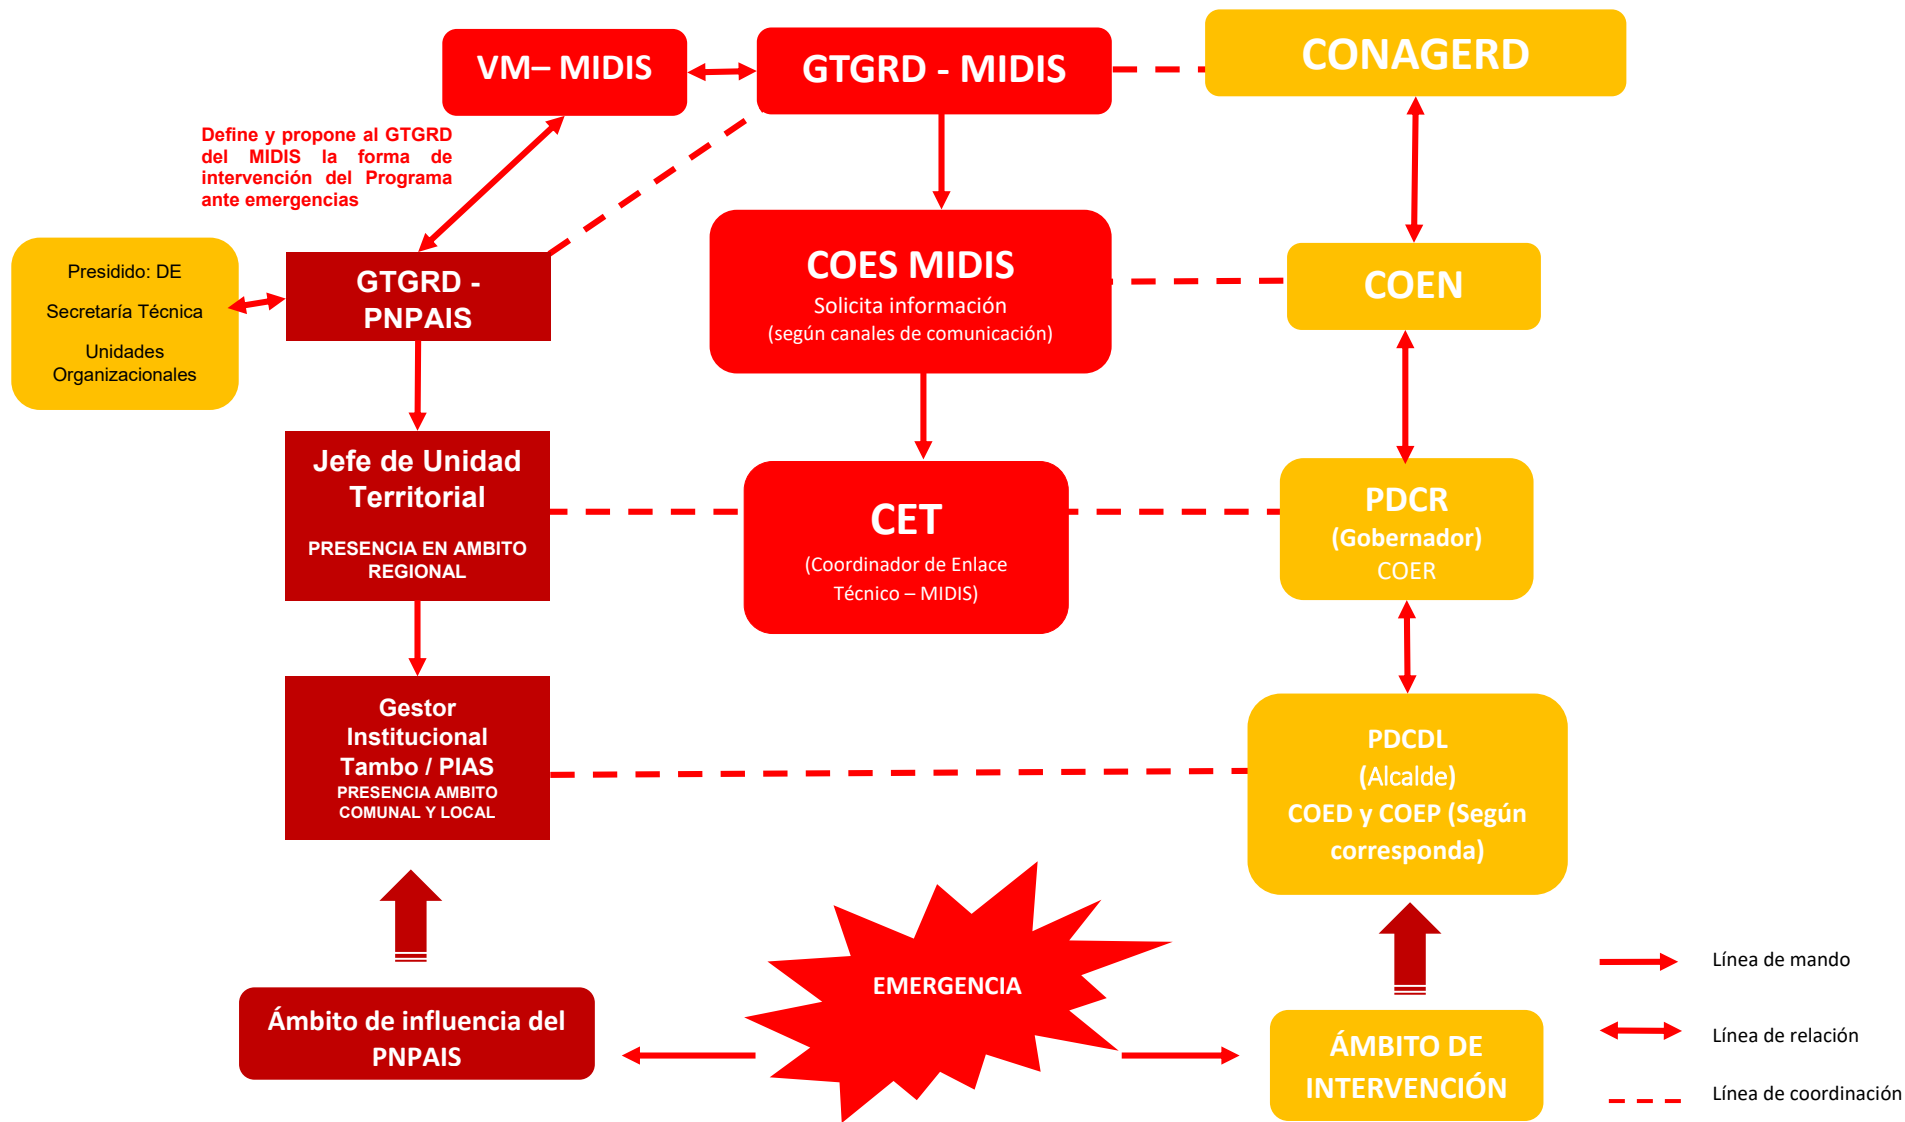 VM– MIDIS
GTGRD - MIDIS
CONAGERD
Define y propone al GTGRD
del MIDIS la forma de
intervención del Programa
ante emergencias
Presidido: DE
Secretaría Técnica
Unidades
Organizacionales
GTGRD -
PNPAIS
COES MIDIS
Solicita información
(según canales de comunicación)
COEN
Jefe de Unidad
Territorial
PRESENCIA EN AMBITO
REGIONAL
CET
(Coordinador de Enlace
Técnico – MIDIS)
PDCR
(Gobernador)
COER
Gestor
Institucional
Tambo / PIAS
PRESENCIA AMBITO
COMUNAL Y LOCAL
PDCDL
(Alcalde)
COED y COEP (Según
corresponda)
EMERGENCIA
Ámbito de influencia del
PNPAIS
ÁMBITO DE
INTERVENCIÓN
Línea de mando
Línea de relación
Línea de coordinación